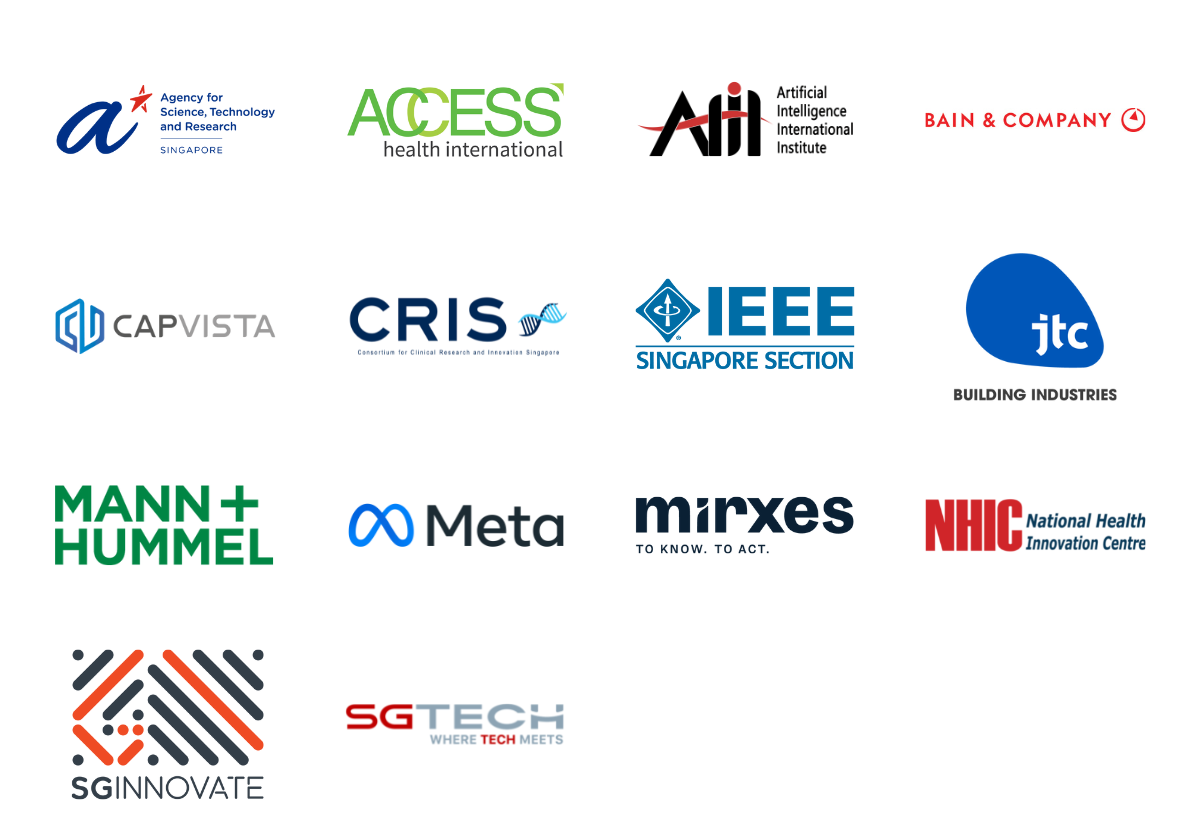 a
Agency for
Science, Technology
and Research
SINGAPORE
ACCESS
health international
AIII
Artificial
Intelligence
International
Institute
BAIN & COMPANY
CAPVISTA
CRIS
Consortium for Clinical Research and Innovation Singapore
IEEE
®
SINGAPORE SECTION
jtc
BUILDING INDUSTRIES
MANN+
HUMMEL
Meta
mirxes
TO KNOW. TO ACT.
NHIC
National Health
Innovation Centre
SGINNOVATE
SGTECH
WHERE TECH MEETS